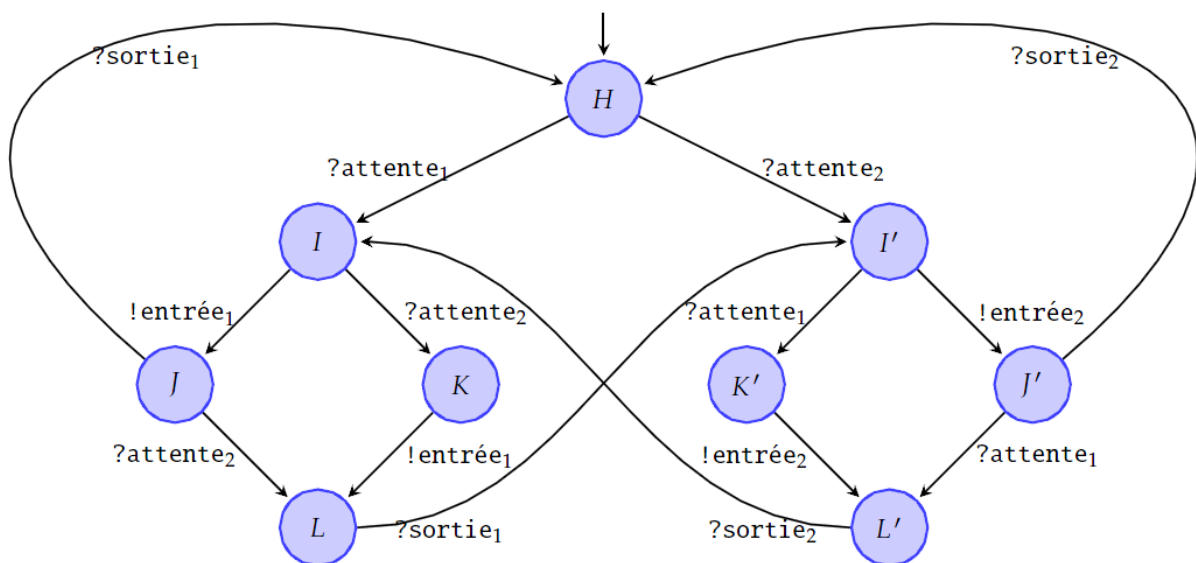 ?sortie₁ ?sortie₂
H
?attente₁ ?attente₂
I I′
!entrée₁ ?attente₂ ?attente₁ !entrée₂
J K K′ J′
?attente₂ !entrée₁ !entrée₂ ?attente₁
L ?sortie₁ ?sortie₂ L′